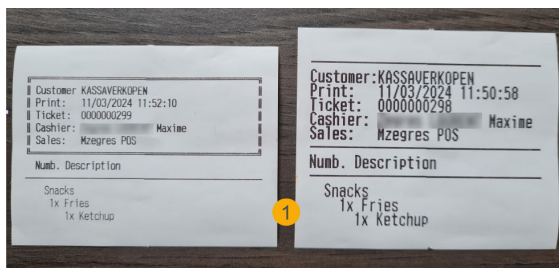 Customer KASSAVERKOPEN
Print: 11/03/2024 11:52:10
Ticket: 0000000299
Cashier: Maxime
Sales: Mzegres POS
Numb. Description
Snacks
1x Fries
1x Ketchup
1
Customer:KASSAVERKOPEN
Print: 11/03/2024 11:50:58
Ticket: 0000000298
Cashier: Maxime
Sales: Mzegres POS
Numb. Description
Snacks
1x Fries
1x Ketchup